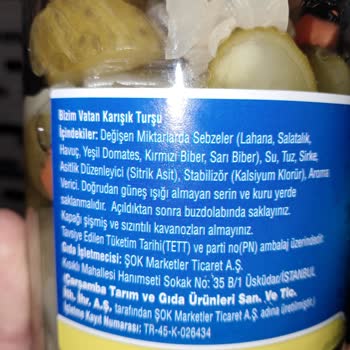 Bizim Vatan Karışık Turşu
İçindekiler: Değişen Miktarlarda Sebzeler (Lahana, Salatalık,
Havuç, Yeşil Domates, Kırmızı Biber, Sarı Biber), Su, Tuz, Sirke,
Asitlik Düzenleyici (Sitrik Asit), Stabilizör (Kalsiyum Klorür), Aroma
Verici. Doğrudan güneş ışığı almayan serin ve kuru yerde
saklanmalıdır. Açıldıktan sonra buzdolabında saklayınız.
Kapağı şişmiş ve sızıntılı kavanozları almayınız.
Tavsiye Edilen Tüketim Tarihi(TETT) ve parti no(PN) ambalaj üzerindedir.
Gıda İşletmecisi: ŞOK Marketler Ticaret A.Ş.
Kısıklı Mahallesi Hanımseti Sokak No: 35 B/1 Üsküdar/İSTANBUL
(Çarşamba Tarım ve Gıda Ürünleri San. Ve Tic.
İth. İhr. A.Ş. tarafından ŞOK Marketler Ticaret A.Ş. adına üretilmiştir.)
İşletme Kayıt Numarası: TR-45-K-026434